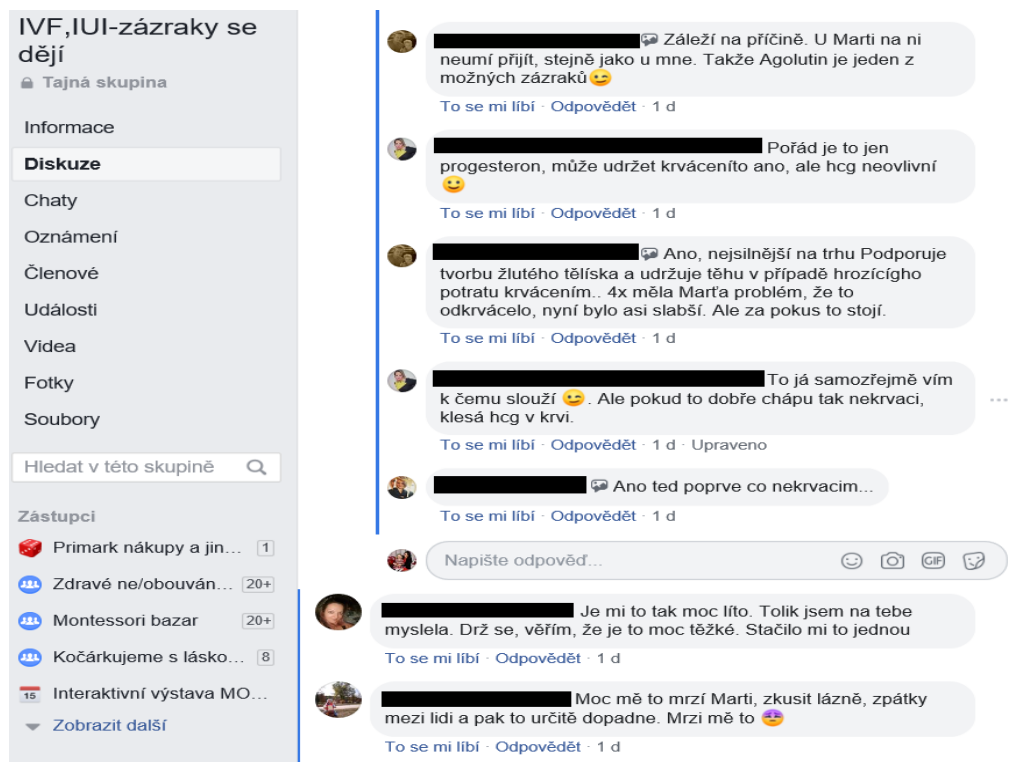 IVF,IUI-zázraky se
dějí
Tajná skupina
Informace
Diskuze
Chaty
Oznámení
Členové
Události
Videa
Fotky
Soubory
Hledat v této skupině
Zástupci
Primark nákupy a jin... 1
Zdravé ne/obouván... 20+
Montessori bazar 20+
Kočárkujeme s lásko... 8
15 Interaktivní výstava MO...
Zobrazit další
Záleží na příčině. U Marti na ni
neumí přijít, stejně jako u mne. Takže Agolutin je jeden z
možných zázraků😉
To se mi líbí · Odpovědět · 1 d
Pořád je to jen
progesteron, může udržet krváceníto ano, ale hcg neovlivní
🙂
To se mi líbí · Odpovědět · 1 d
Ano, nejsilnější na trhu Podporuje
tvorbu žlutého tělíska a udržuje těhu v případě hrozícígho
potratu krvácením.. 4x měla Marťa problém, že to
odkrvácelo, nyní bylo asi slabší. Ale za pokus to stojí.
To se mi líbí · Odpovědět · 1 d
To já samozřejmě vím
k čemu slouží 😉. Ale pokud to dobře chápu tak nekrvaci,
klesá hcg v krvi.
To se mi líbí · Odpovědět · 1 d · Upraveno
Ano ted poprve co nekrvacim...
To se mi líbí · Odpovědět · 1 d
Napište odpověď...
GIF
Je mi to tak moc líto. Tolik jsem na tebe
myslela. Drž se, věřím, že je to moc těžké. Stačilo mi to jednou
To se mi líbí · Odpovědět · 1 d
Moc mě to mrzí Marti, zkusit lázně, zpátky
mezi lidi a pak to určitě dopadne. Mrzi mě to
To se mi líbí · Odpovědět · 1 d